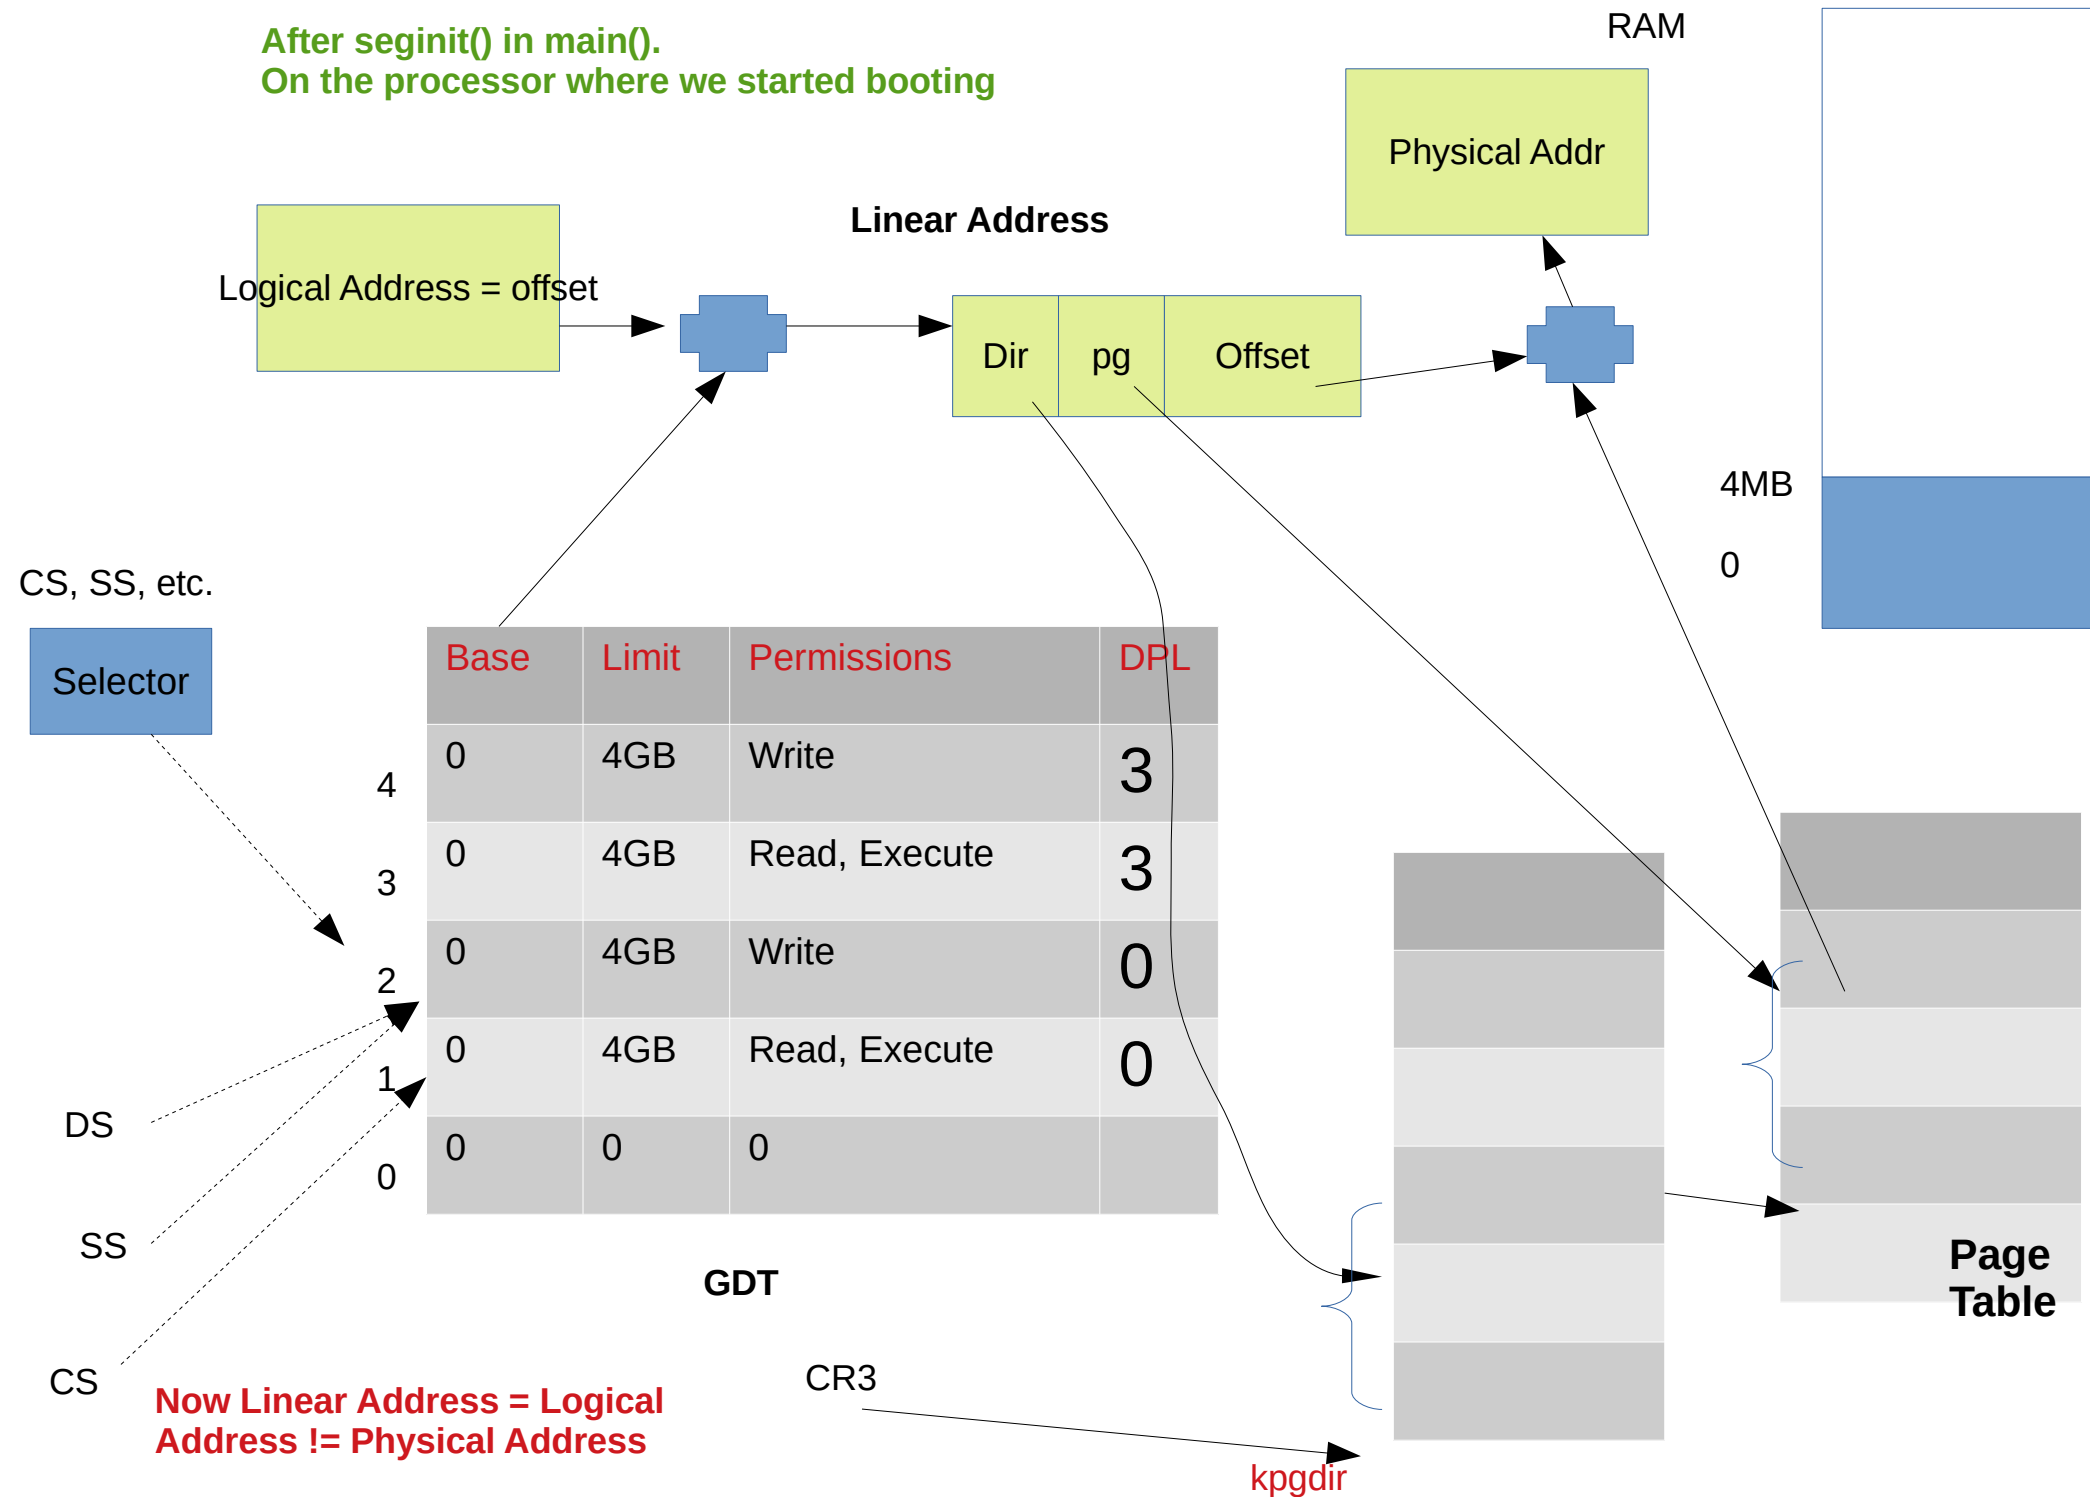 After seginit() in main().
On the processor where we started booting
RAM
Physical Addr
Linear Address
Logical Address = offset
Dir pg Offset
4MB
0
CS, SS, etc.
Selector
Base Limit Permissions DPL
4 0 4GB Write 3
3 0 4GB Read, Execute 3
2 0 4GB Write 0
1 0 4GB Read, Execute 0
0 0 0 0
DS
SS
CS
GDT
Page
Table
CR3
kpgdir
Now Linear Address = Logical
Address != Physical Address